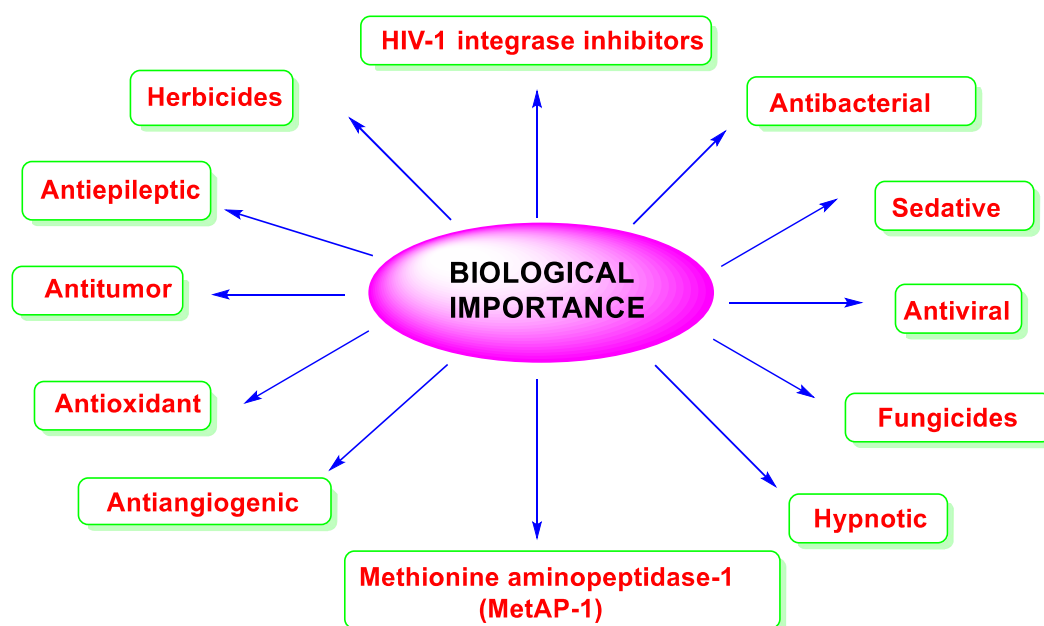 HIV-1 integrase inhibitors
Herbicides
Antibacterial
Antiepileptic
Sedative
BIOLOGICAL
IMPORTANCE
Antitumor
Antiviral
Antioxidant
Fungicides
Antiangiogenic
Hypnotic
Methionine aminopeptidase-1
(MetAP-1)